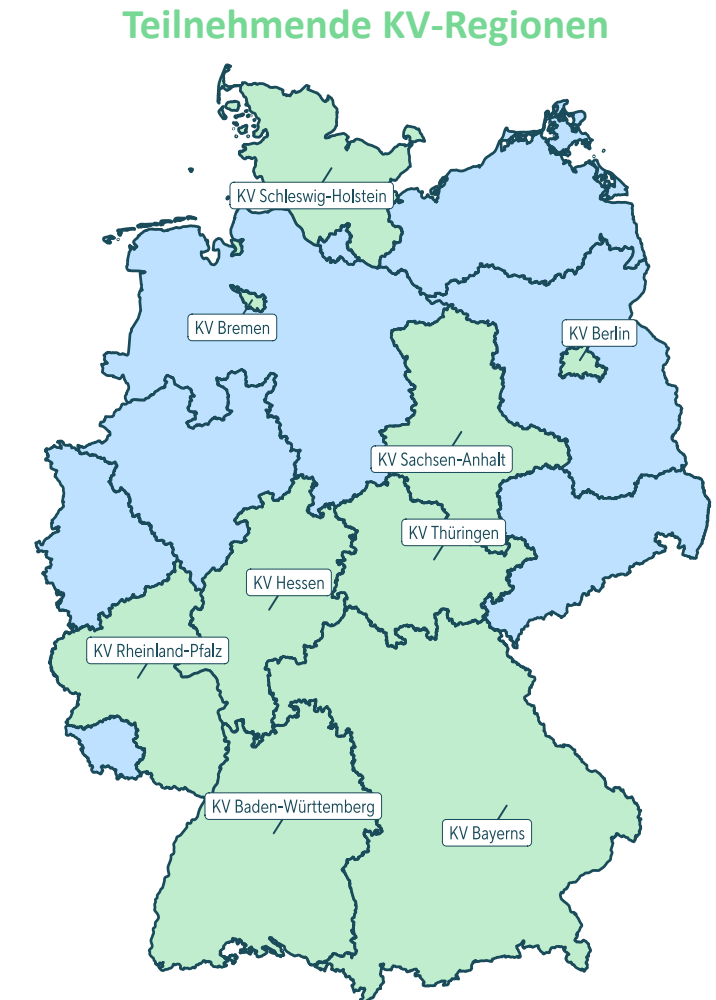 Teilnehmende KV-Regionen
KV Schleswig-Holstein
KV Bremen
KV Berlin
KV Sachsen-Anhalt
KV Thüringen
KV Hessen
KV Rheinland-Pfalz
KV Baden-Württemberg
KV Bayerns